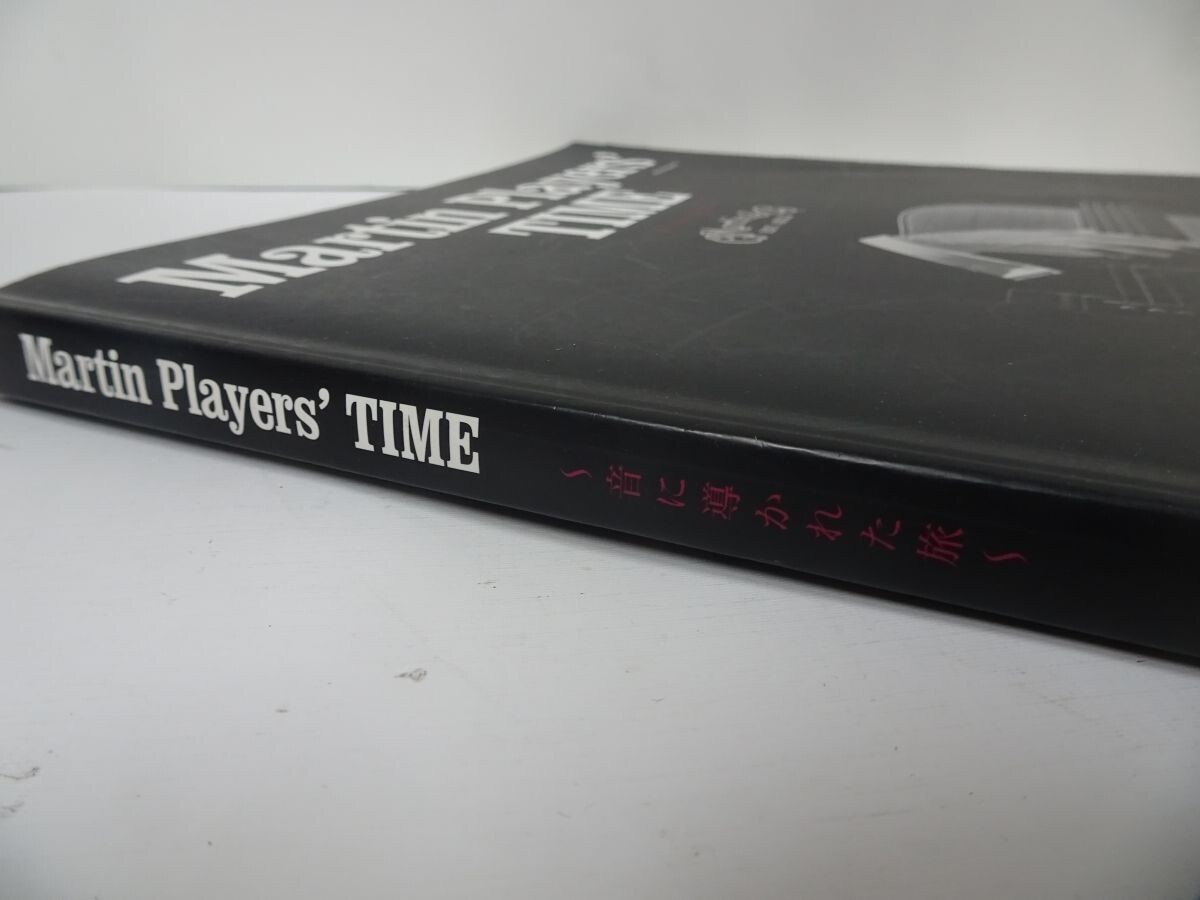 Martin Players'
TIME
Martin Players' TIME
～音に導かれた旅～